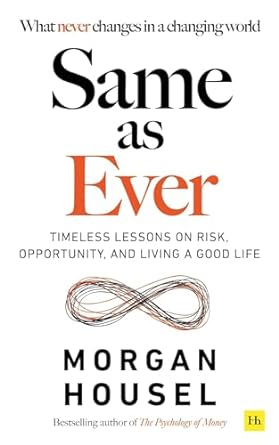 What never changes in a changing world
Same
as
Ever
TIMELESS LESSONS ON RISK,
OPPORTUNITY, AND LIVING A GOOD LIFE
MORGAN
HOUSEL
Bestselling author of The Psychology of Money
Hh